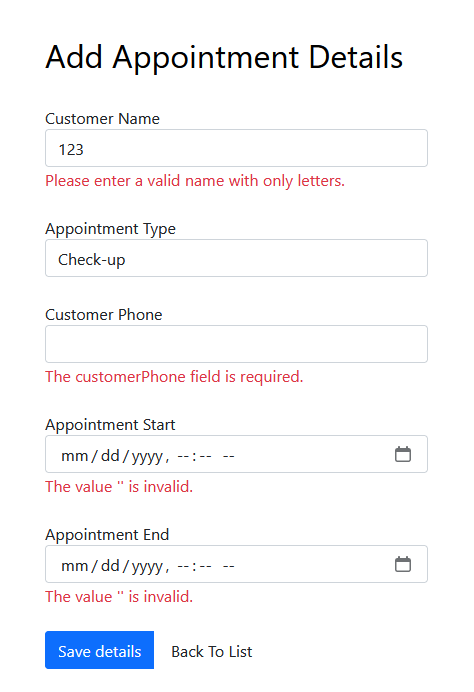 Add Appointment Details
Customer Name
123
Please enter a valid name with only letters.
Appointment Type
Check-up
Customer Phone
The customerPhone field is required.
Appointment Start
mm/dd/yyyy, --:-- --
The value '' is invalid.
Appointment End
mm/dd/yyyy, --:-- --
The value '' is invalid.
Save details Back To List